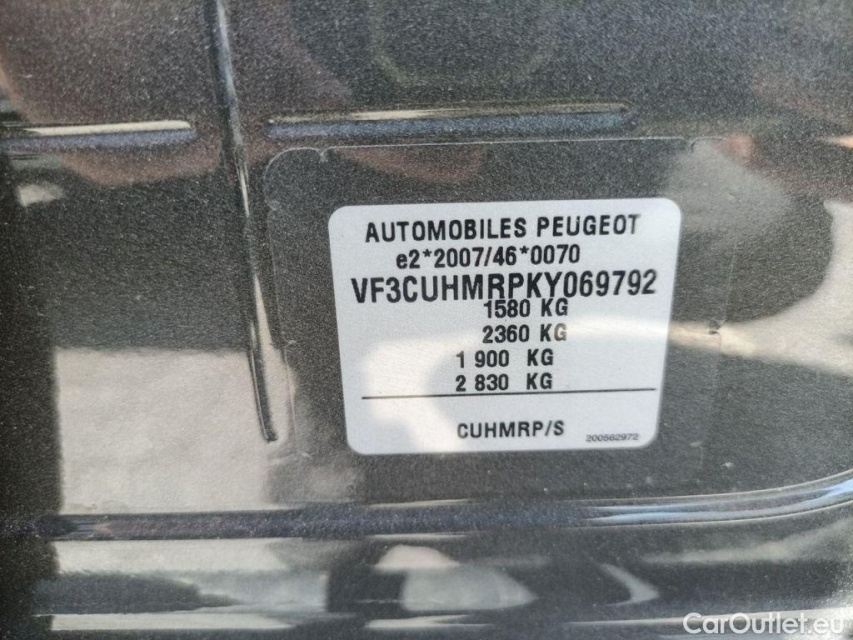 AUTOMOBILES PEUGEOT
e2*2007/46*0070
VF3CUHMRPKY069792
1580 KG
2360 KG
1 900 KG
2 830 KG
CUHMRP/S
200562972
CarOutlet.eu